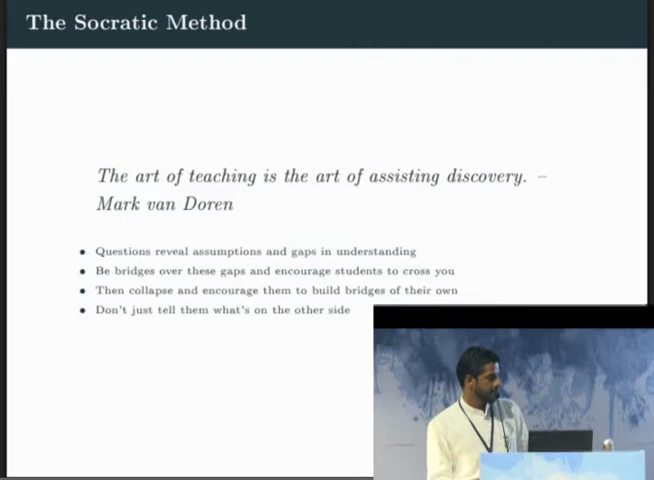 The Socratic Method
The art of teaching is the art of assisting discovery. –
Mark van Doren
• Questions reveal assumptions and gaps in understanding
• Be bridges over these gaps and encourage students to cross you
• Then collapse and encourage them to build bridges of their own
• Don't just tell them what's on the other side